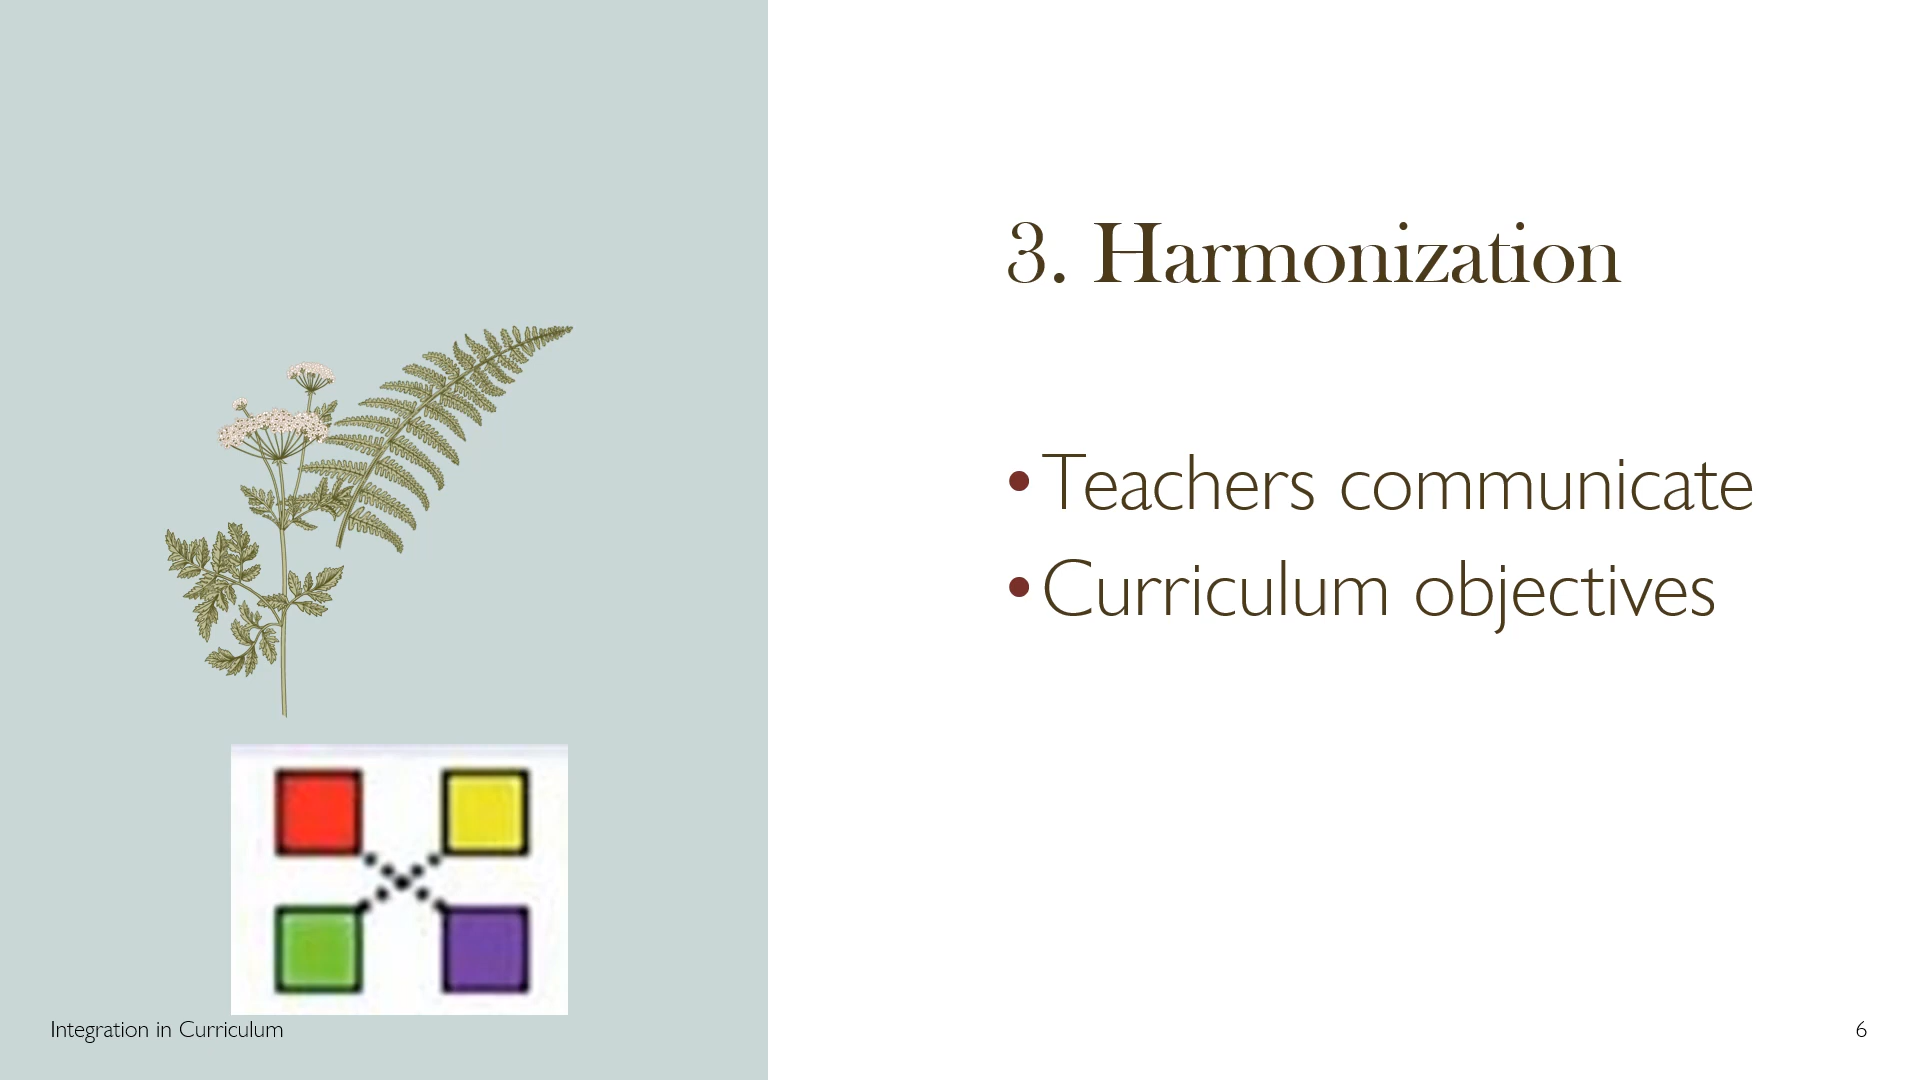 3. Harmonization
• Teachers communicate
• Curriculum objectives
Integration in Curriculum
6